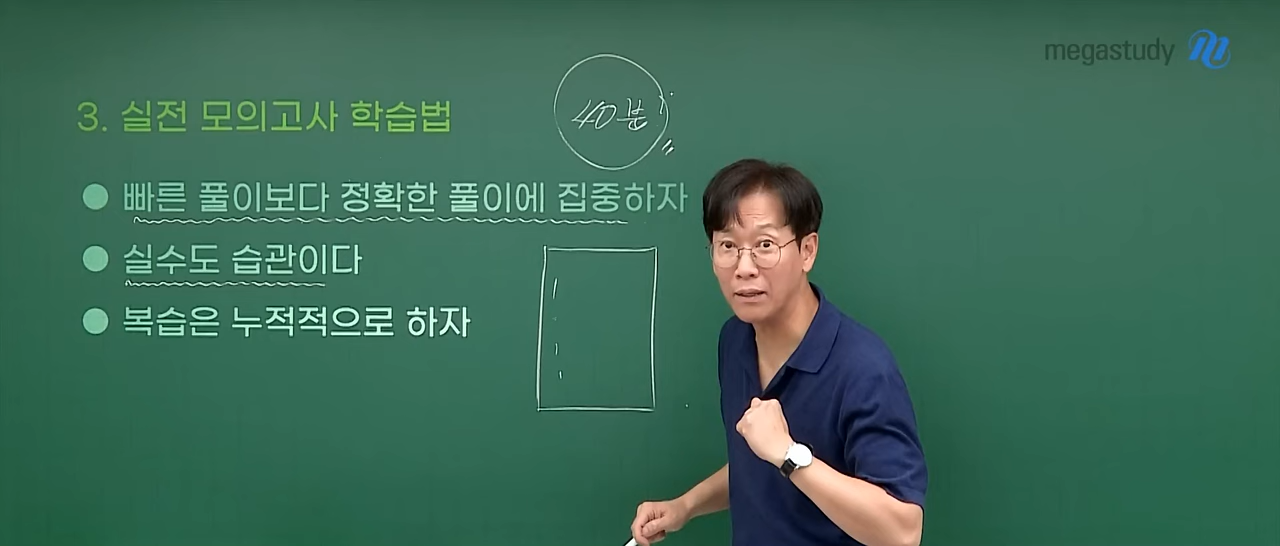 megastudy
3. 실전 모의고사 학습법
40분
● 빠른 풀이보다 정확한 풀이에 집중하자
● 실수도 습관이다
● 복습은 누적적으로 하자